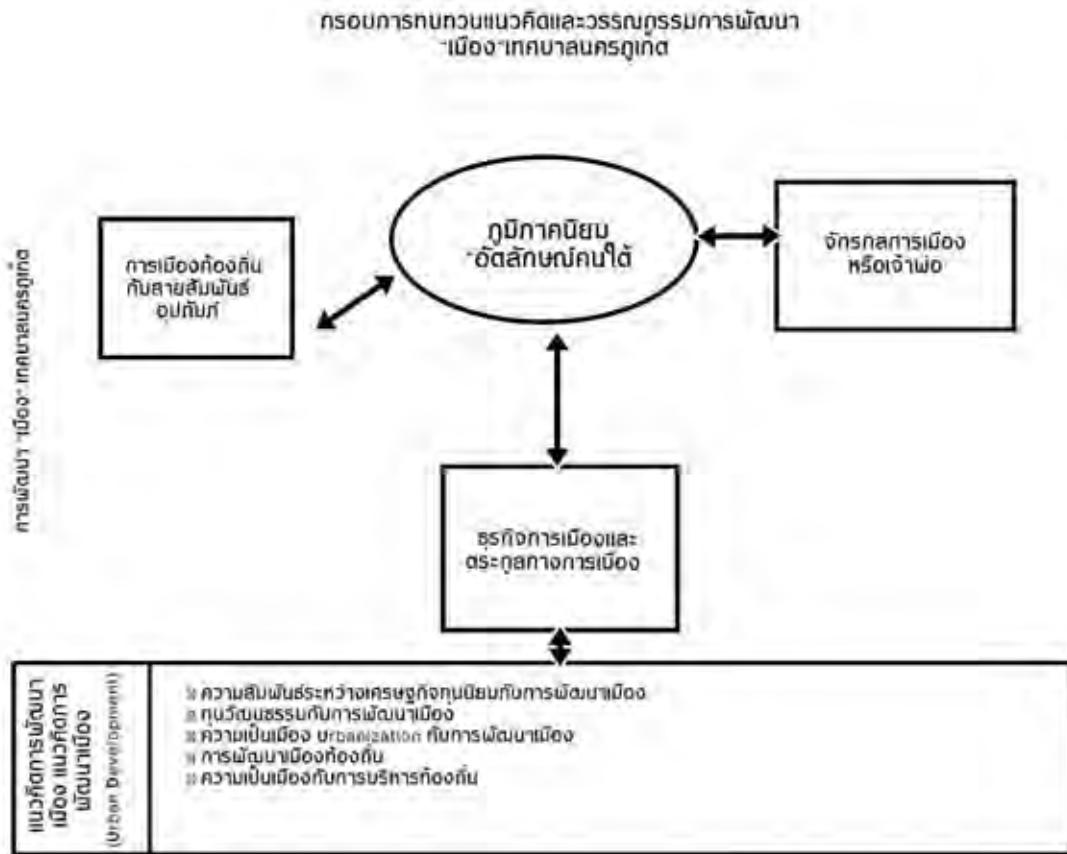 กรอบการทบทวนแนวคิดและวรรณกรรมการพัฒนา
"เมือง"เทศบาลนครภูเก็ต
การพัฒนา "เมือง" เทศบาลนครภูเก็ต
การเมืองท้องถิ่น
กับสายสัมพันธ์
อุปถัมภ์
ภูมิภาคนิยม
"อัตลักษณ์คนใต้
จักรกลการเมือง
หรือเจ้าพ่อ
ธุรกิจการเมืองและ
ตระกูลทางการเมือง
แนวคิดการพัฒนา
เมือง แนวคิดการ
พัฒนาเมือง
(Urban Development)
ความสัมพันธ์ระหว่างเศรษฐกิจทุนนิยมกับการพัฒนาเมือง
ทุนวัฒนธรรมกับการพัฒนาเมือง
ความเป็นเมือง Urbanization กับการพัฒนาเมือง
การพัฒนาเมืองท้องถิ่น
ความเป็นเมืองกับการบริหารท้องถิ่น